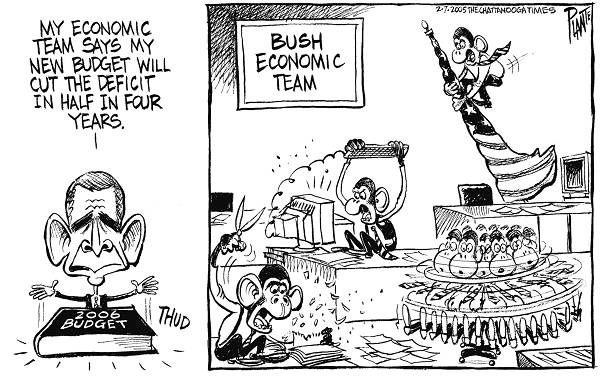 MY ECONOMIC
TEAM SAYS MY
NEW BUDGET WILL
CUT THE DEFICIT
IN HALF IN FOUR
YEARS.
2006
BUDGET
THUD
BUSH
ECONOMIC
TEAM
2-7-2005 THE CHATTANOOGA TIMES
PLANTE